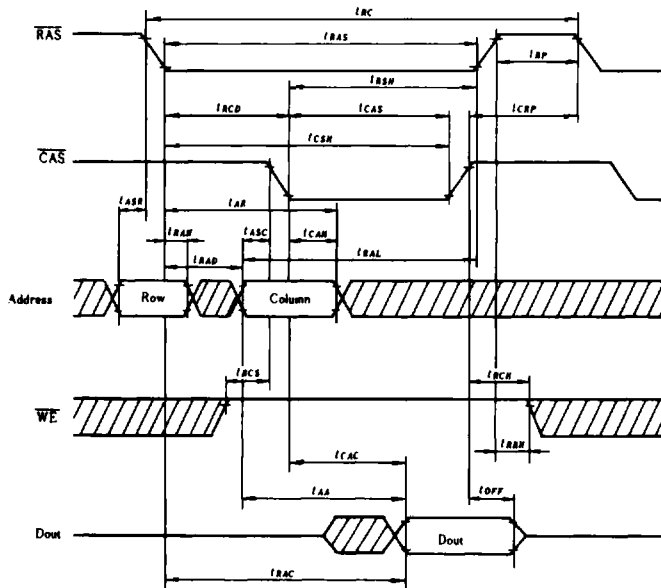 tRC
RAS
tRAS
tRP
tRSH
tRCD
tCAS
tCRP
tCSH
CAS
tASR
tAR
tRAH
tASC
tCAH
tRAD
tRAL
Address
Row
Column
tRCS
tRCH
WE
tRRH
tCAC
tAA
tOFF
Dout
Dout
tRAC